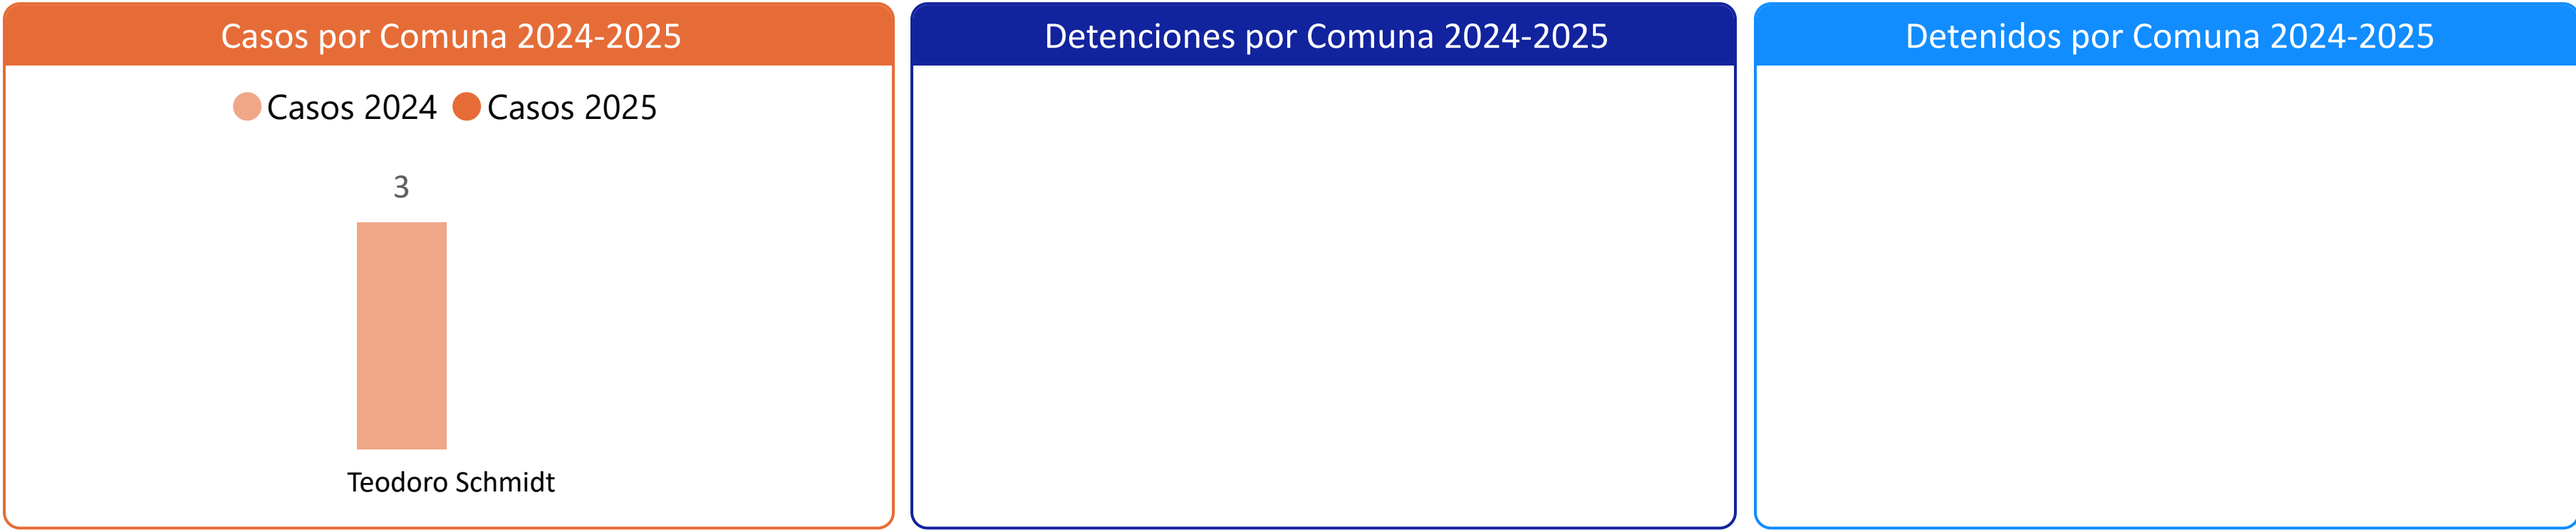 Casos por Comuna 2024-2025
Casos 2024 Casos 2025
3
Teodoro Schmidt
Detenciones por Comuna 2024-2025
Detenidos por Comuna 2024-2025